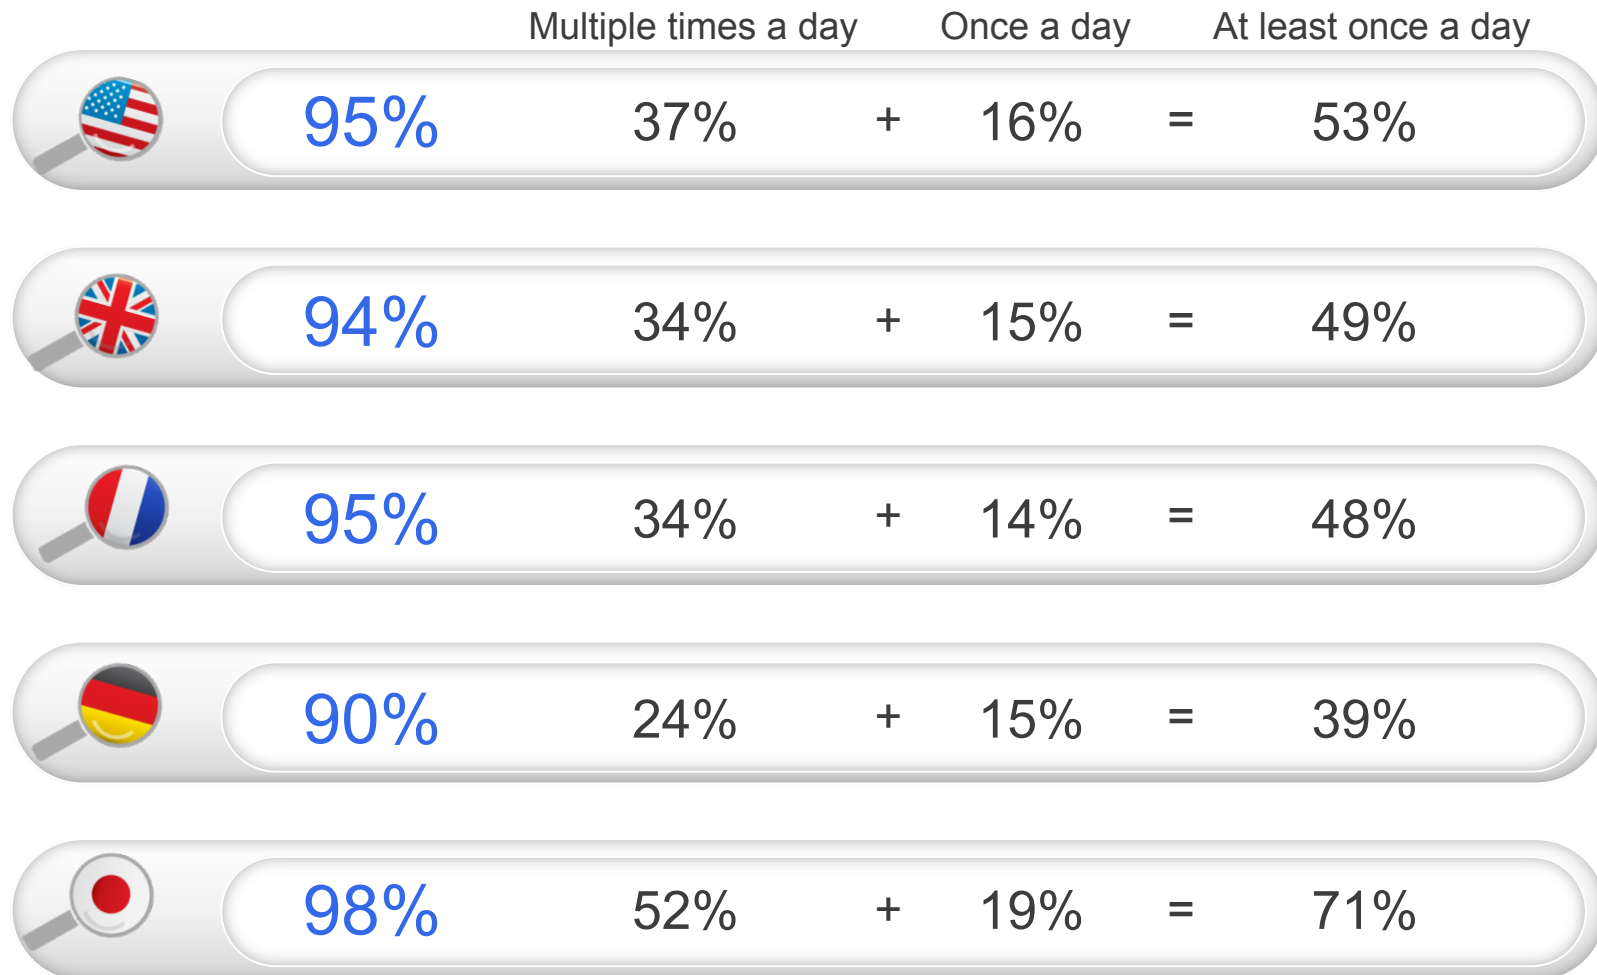 Multiple times a day Once a day At least once a day
95% 37% + 16% = 53%
94% 34% + 15% = 49%
95% 34% + 14% = 48%
90% 24% + 15% = 39%
98% 52% + 19% = 71%